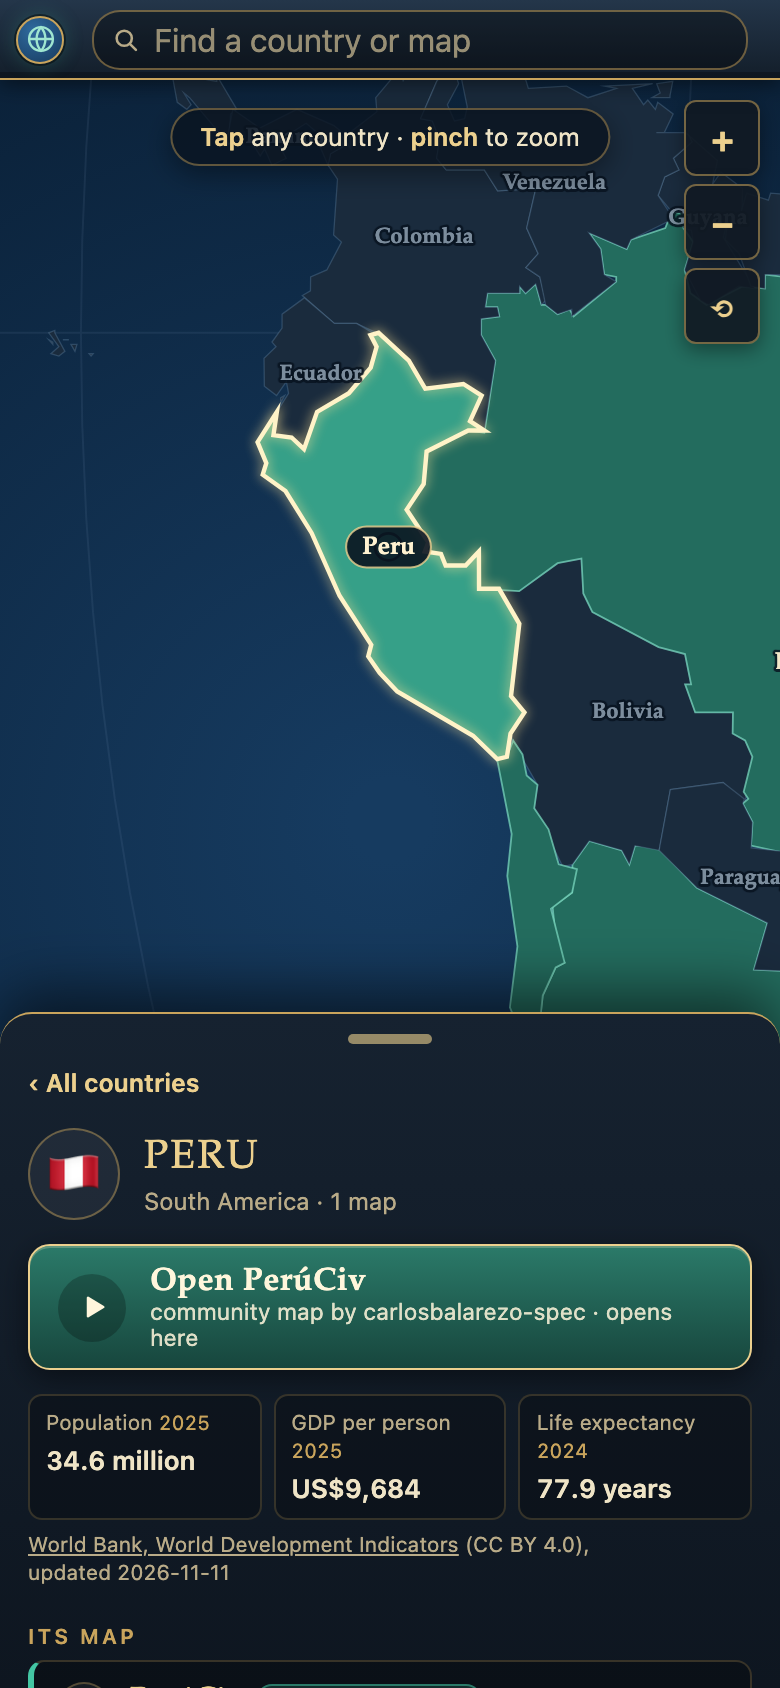 Find a country or map
Tap any country · pinch to zoom
+
Venezuela
Guyana
−
Colombia
Ecuador
Peru
Bolivia
Paragua
‹ All countries
PERU
South America · 1 map
Open PerúCiv
community map by carlosbalarezo-spec · opens
here
Population 2025
34.6 million
GDP per person
2025
US$9,684
Life expectancy
2024
77.9 years
World Bank, World Development Indicators (CC BY 4.0),
updated 2026-11-11
ITS MAP